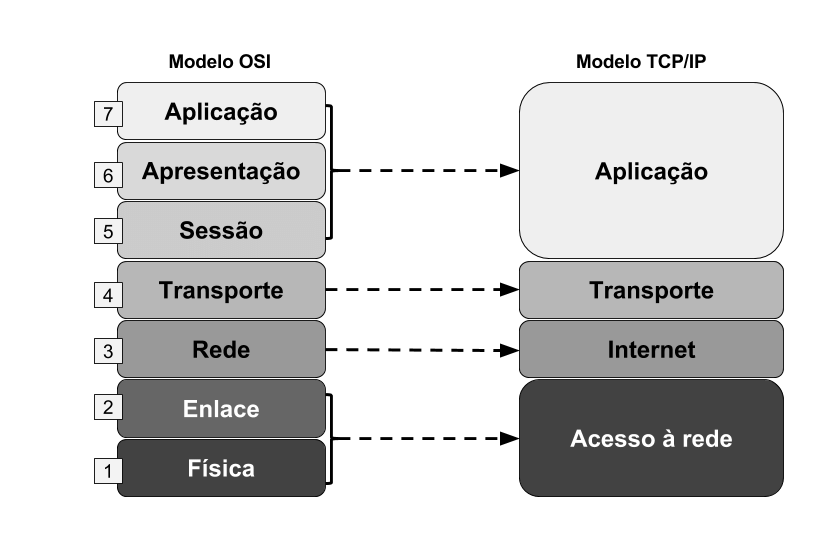 Modelo OSI
Modelo TCP/IP
7
Aplicação
6
Apresentação
5
Sessão
Aplicação
4
Transporte
Transporte
3
Rede
Internet
2
Enlace
1
Física
Acesso à rede